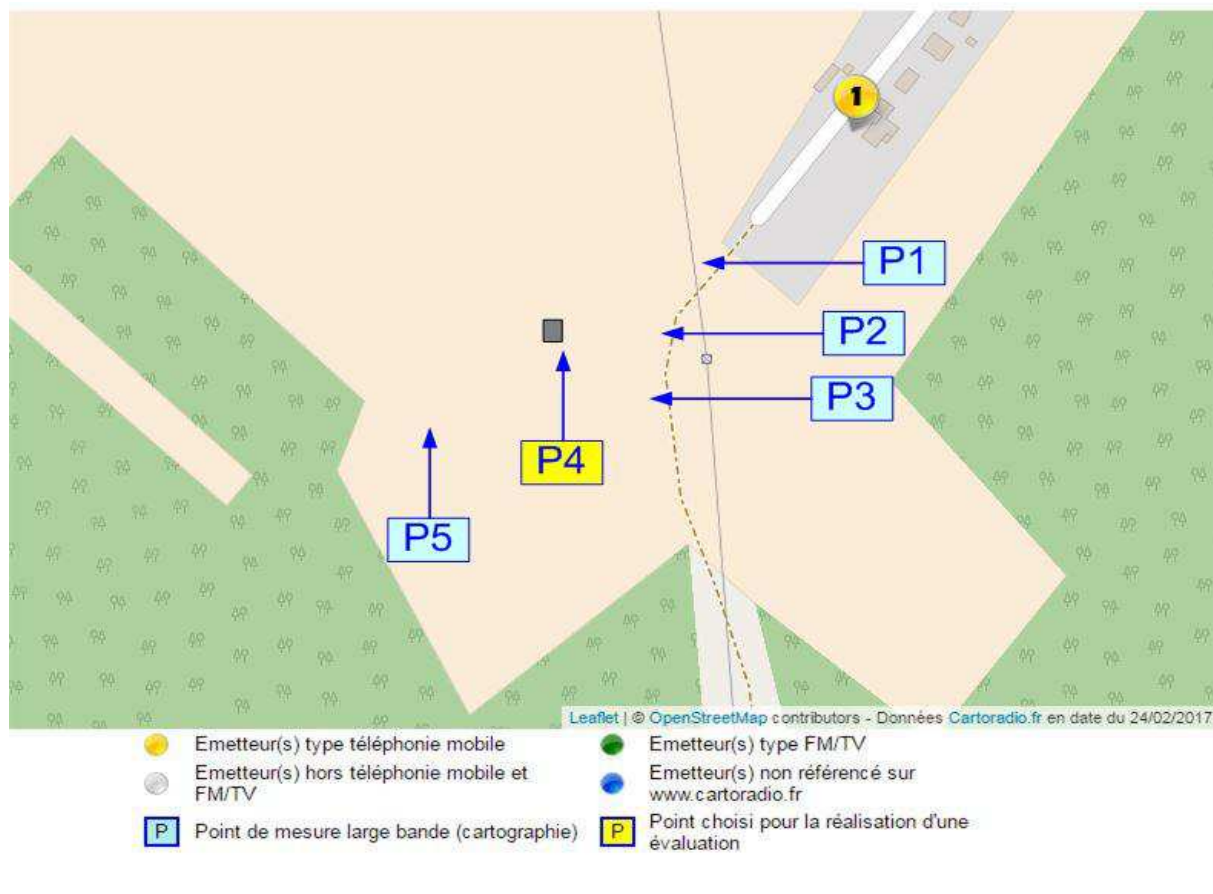 1
P1
P2
P3
P4
P5
Leaflet | © OpenStreetMap contributors - Données Cartoradio.fr en date du 24/02/2017
Emetteur(s) type téléphonie mobile
Emetteur(s) type FM/TV
Emetteur(s) hors téléphonie mobile et
FM/TV
Emetteur(s) non référencé sur
www.cartoradio.fr
P Point de mesure large bande (cartographie)
P Point choisi pour la réalisation d'une
évaluation